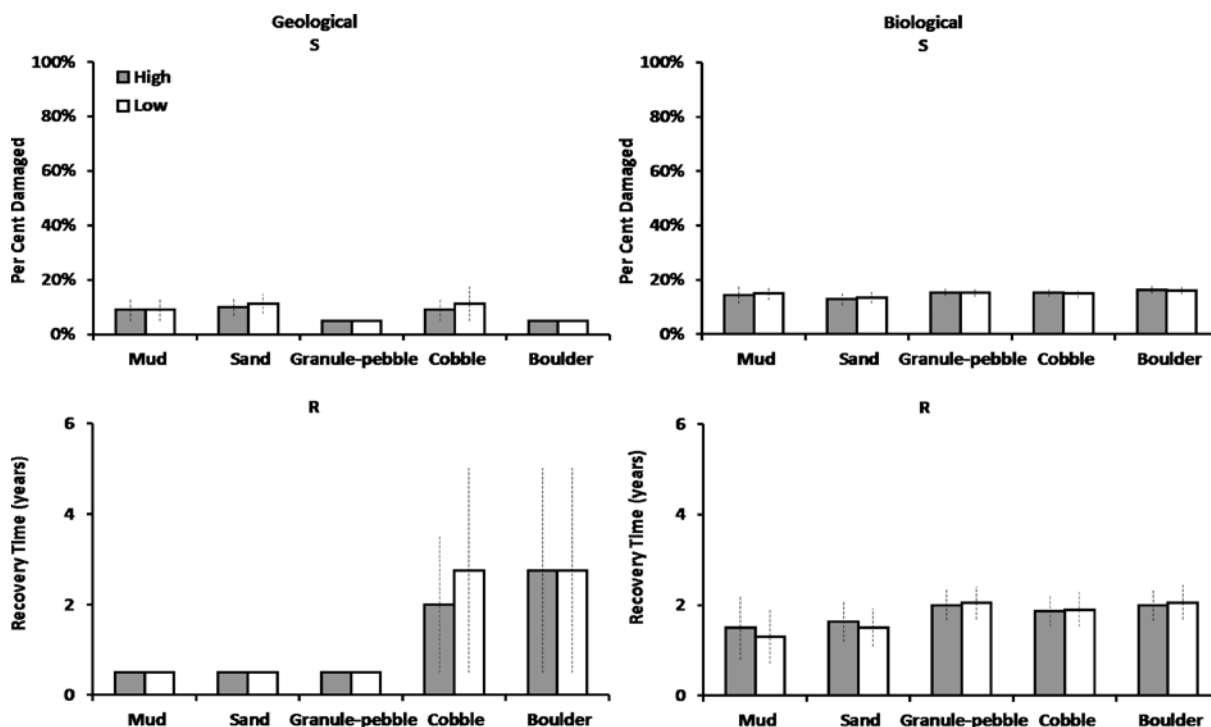 Geological
S
100%
80%
60%
40%
20%
0%
Per Cent Damaged
High
Low
Mud Sand Granule-pebble Cobble Boulder
Biological
S
100%
80%
60%
40%
20%
0%
Per Cent Damaged
Mud Sand Granule-pebble Cobble Boulder
R
6
4
2
0
Recovery Time (years)
Mud Sand Granule-pebble Cobble Boulder
R
6
4
2
0
Recovery Time (years)
Mud Sand Granule-pebble Cobble Boulder